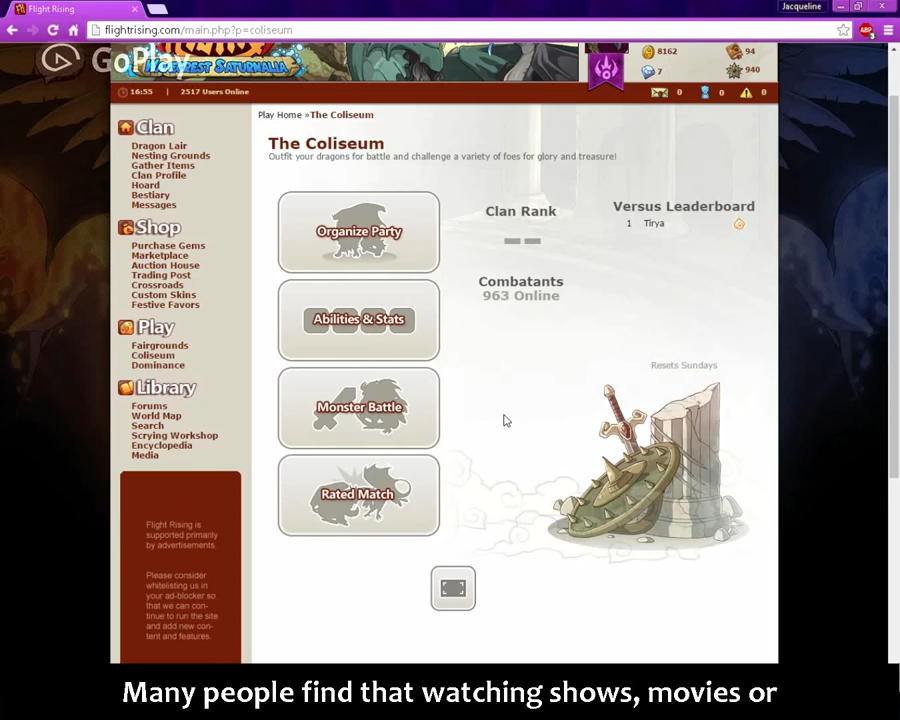 Flight Rising
Jacqueline
flightrising.com/main.php?p=coliseum
GoPlay
8162
94
7
940
16:55 | 2517 Users Online
0 0 0
Clan
Dragon Lair
Nesting Grounds
Gather Items
Clan Profile
Hoard
Bestiary
Messages
Shop
Purchase Gems
Marketplace
Auction House
Trading Post
Crossroads
Custom Skins
Festive Favors
Play
Fairgrounds
Coliseum
Dominance
Library
Forums
World Map
Search
Scrying Workshop
Encyclopedia
Media
Flight Rising is
supported primarily
by advertisements.
Please consider
whitelisting us in
your ad-blocker so
that we can con-
tinue to run the site
and add new con-
tent and features.
Play Home »The Coliseum
The Coliseum
Outfit your dragons for battle and challenge a variety of foes for glory and treasure!
Organize Party
Abilities & Stats
Monster Battle
Rated Match
Clan Rank
--
Combatants
963 Online
Versus Leaderboard
1 Tirya
Resets Sundays
Many people find that watching shows, movies or